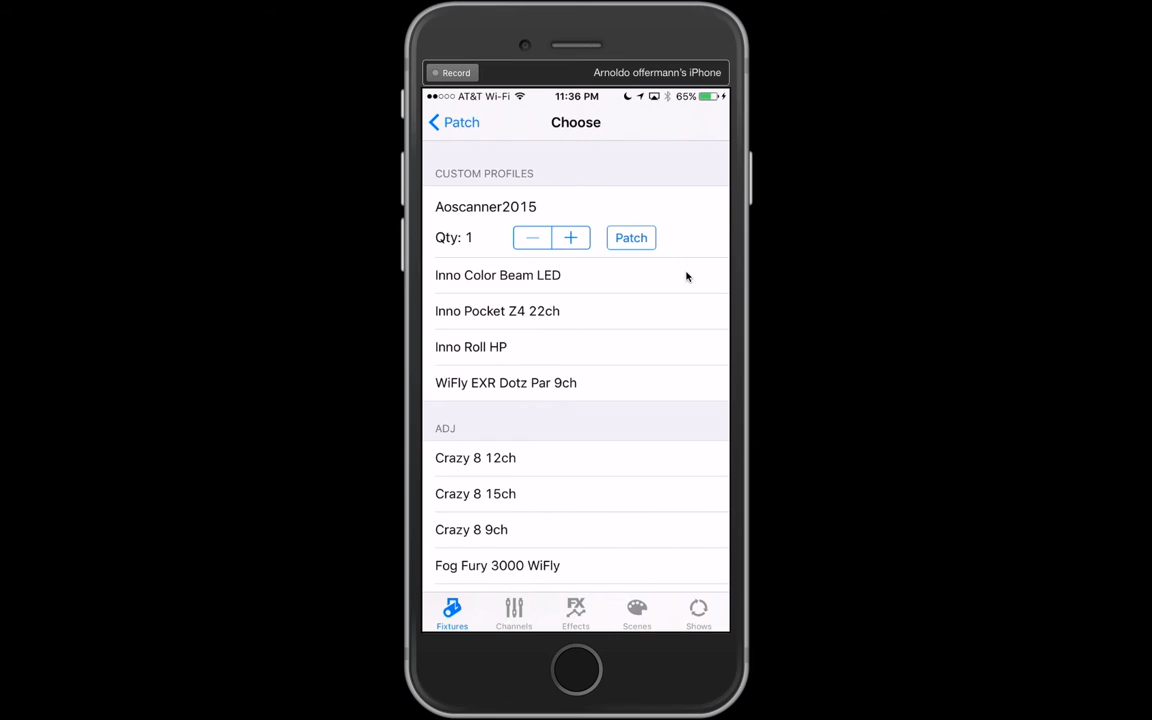 Record
Arnoldo offermann's iPhone
AT&T Wi-Fi 11:36 PM 65%
Patch Choose
CUSTOM PROFILES
Aoscanner2015
Qty: 1 Patch
Inno Color Beam LED
Inno Pocket Z4 22ch
Inno Roll HP
WiFly EXR Dotz Par 9ch
ADJ
Crazy 8 12ch
Crazy 8 15ch
Crazy 8 9ch
Fog Fury 3000 WiFly
FX
Fixtures Channels Effects Scenes Shows